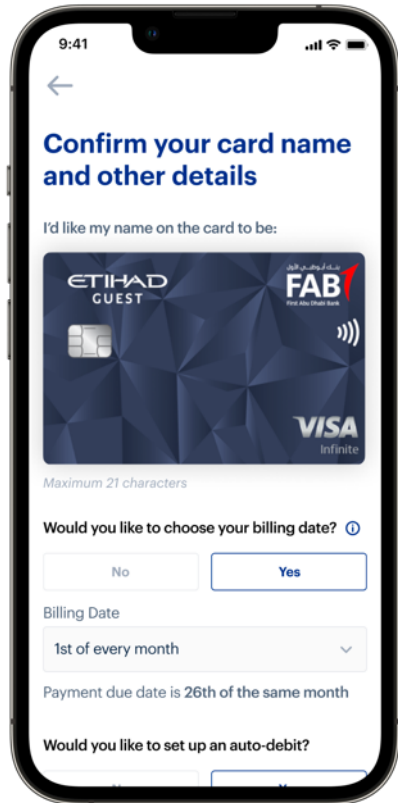 9:41
Confirm your card name
and other details
I'd like my name on the card to be:
ETIHAD
GUEST
بنك أبوظبي الأول
FAB
First Abu Dhabi Bank
VISA
Infinite
Maximum 21 characters
Would you like to choose your billing date?
No
Yes
Billing Date
1st of every month
Payment due date is 26th of the same month
Would you like to set up an auto-debit?